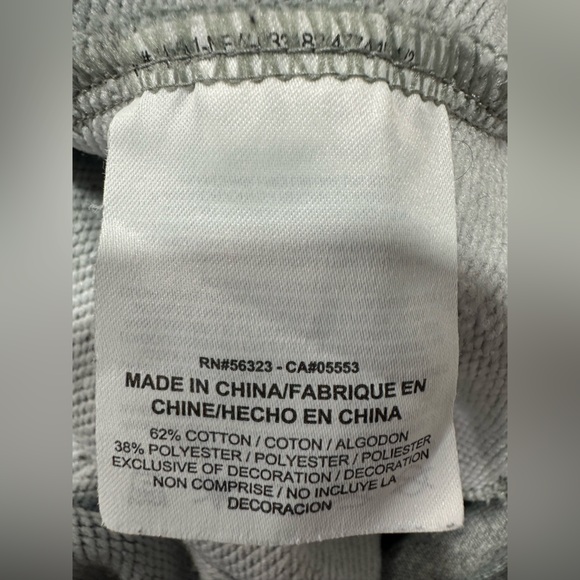 RN#56323 - CA#05553
MADE IN CHINA/FABRIQUE EN
CHINE/HECHO EN CHINA
62% COTTON / COTON / ALGODON
38% POLYESTER / POLYESTER / POLIESTER
EXCLUSIVE OF DECORATION / DECORATION
NON COMPRISE / NO INCLUYE LA
DECORACION